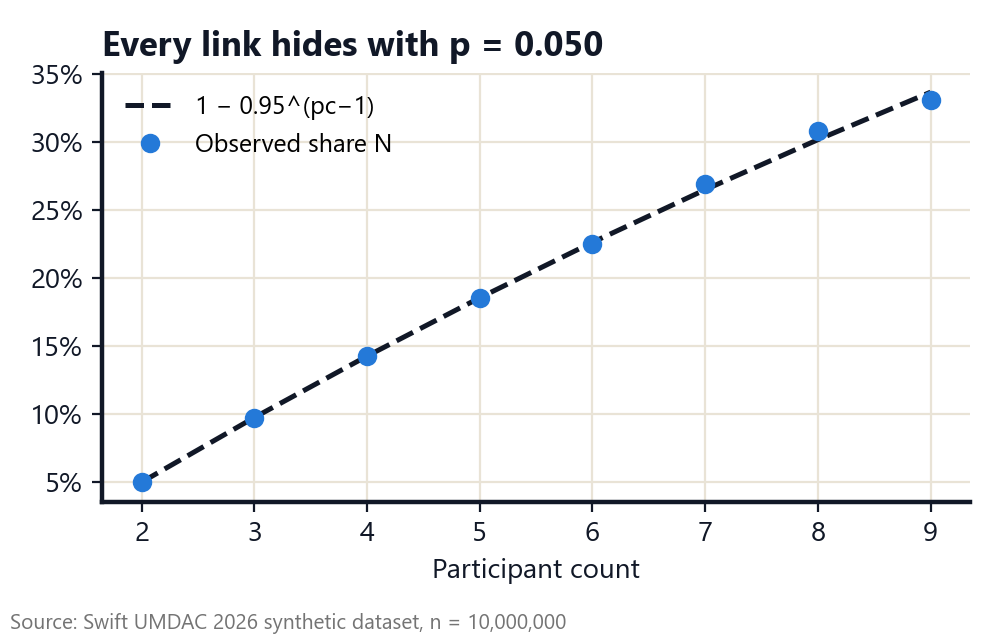 Every link hides with p = 0.050
35%
30%
25%
20%
15%
10%
5%
1 − 0.95^(pc−1)
Observed share N
2 3 4 5 6 7 8 9
Participant count
Source: Swift UMDAC 2026 synthetic dataset, n = 10,000,000